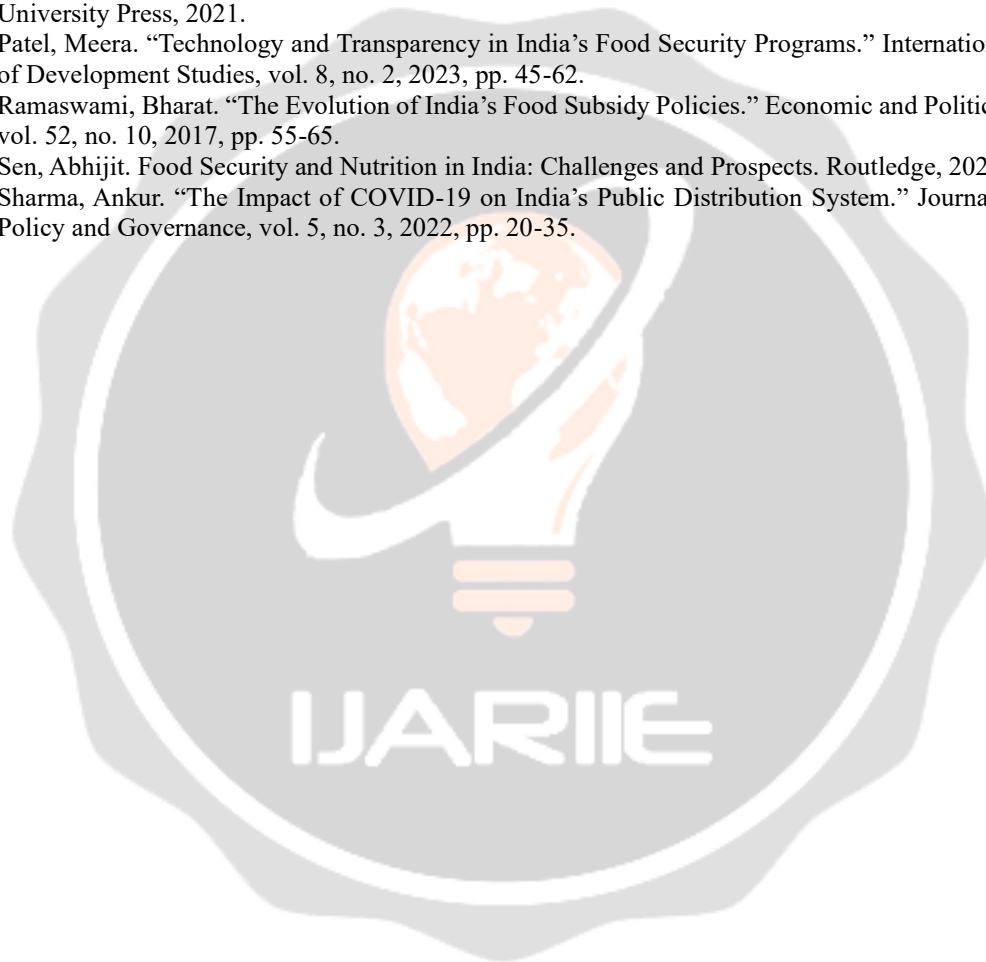 University Press, 2021.
Patel, Meera. “Technology and Transparency in India’s Food Security Programs.” Internatio
of Development Studies, vol. 8, no. 2, 2023, pp. 45-62.
Ramaswami, Bharat. “The Evolution of India’s Food Subsidy Policies.” Economic and Politic
vol. 52, no. 10, 2017, pp. 55-65.
Sen, Abhijit. Food Security and Nutrition in India: Challenges and Prospects. Routledge, 202
Sharma, Ankur. “The Impact of COVID-19 on India’s Public Distribution System.” Journa
Policy and Governance, vol. 5, no. 3, 2022, pp. 20-35.
IJARIIE